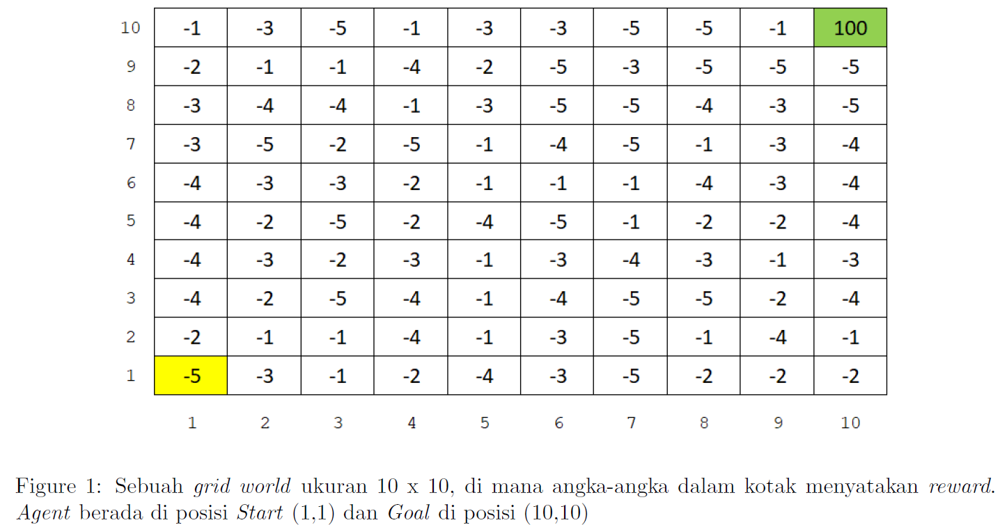 10 -1 -3 -5 -1 -3 -3 -5 -5 -1 100
9 -2 -1 -1 -4 -2 -5 -3 -5 -5 -5
8 -3 -4 -4 -1 -3 -5 -5 -4 -3 -5
7 -3 -5 -2 -5 -1 -4 -5 -1 -3 -4
6 -4 -3 -3 -2 -1 -1 -1 -4 -3 -4
5 -4 -2 -5 -2 -4 -5 -1 -2 -2 -4
4 -4 -3 -2 -3 -1 -3 -4 -3 -1 -3
3 -4 -2 -5 -4 -1 -4 -5 -5 -2 -4
2 -2 -1 -1 -4 -1 -3 -5 -1 -4 -1
1 -5 -3 -1 -2 -4 -3 -5 -2 -2 -2
1 2 3 4 5 6 7 8 9 10
Figure 1: Sebuah grid world ukuran 10 x 10, di mana angka-angka dalam kotak menyatakan reward.
Agent berada di posisi Start (1,1) dan Goal di posisi (10,10)